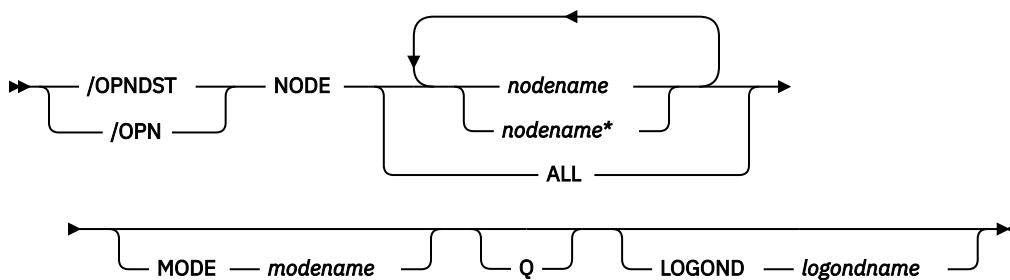 /OPNDST NODE nodename
/OPN nodename*
ALL
MODE modename Q LOGOND logondname